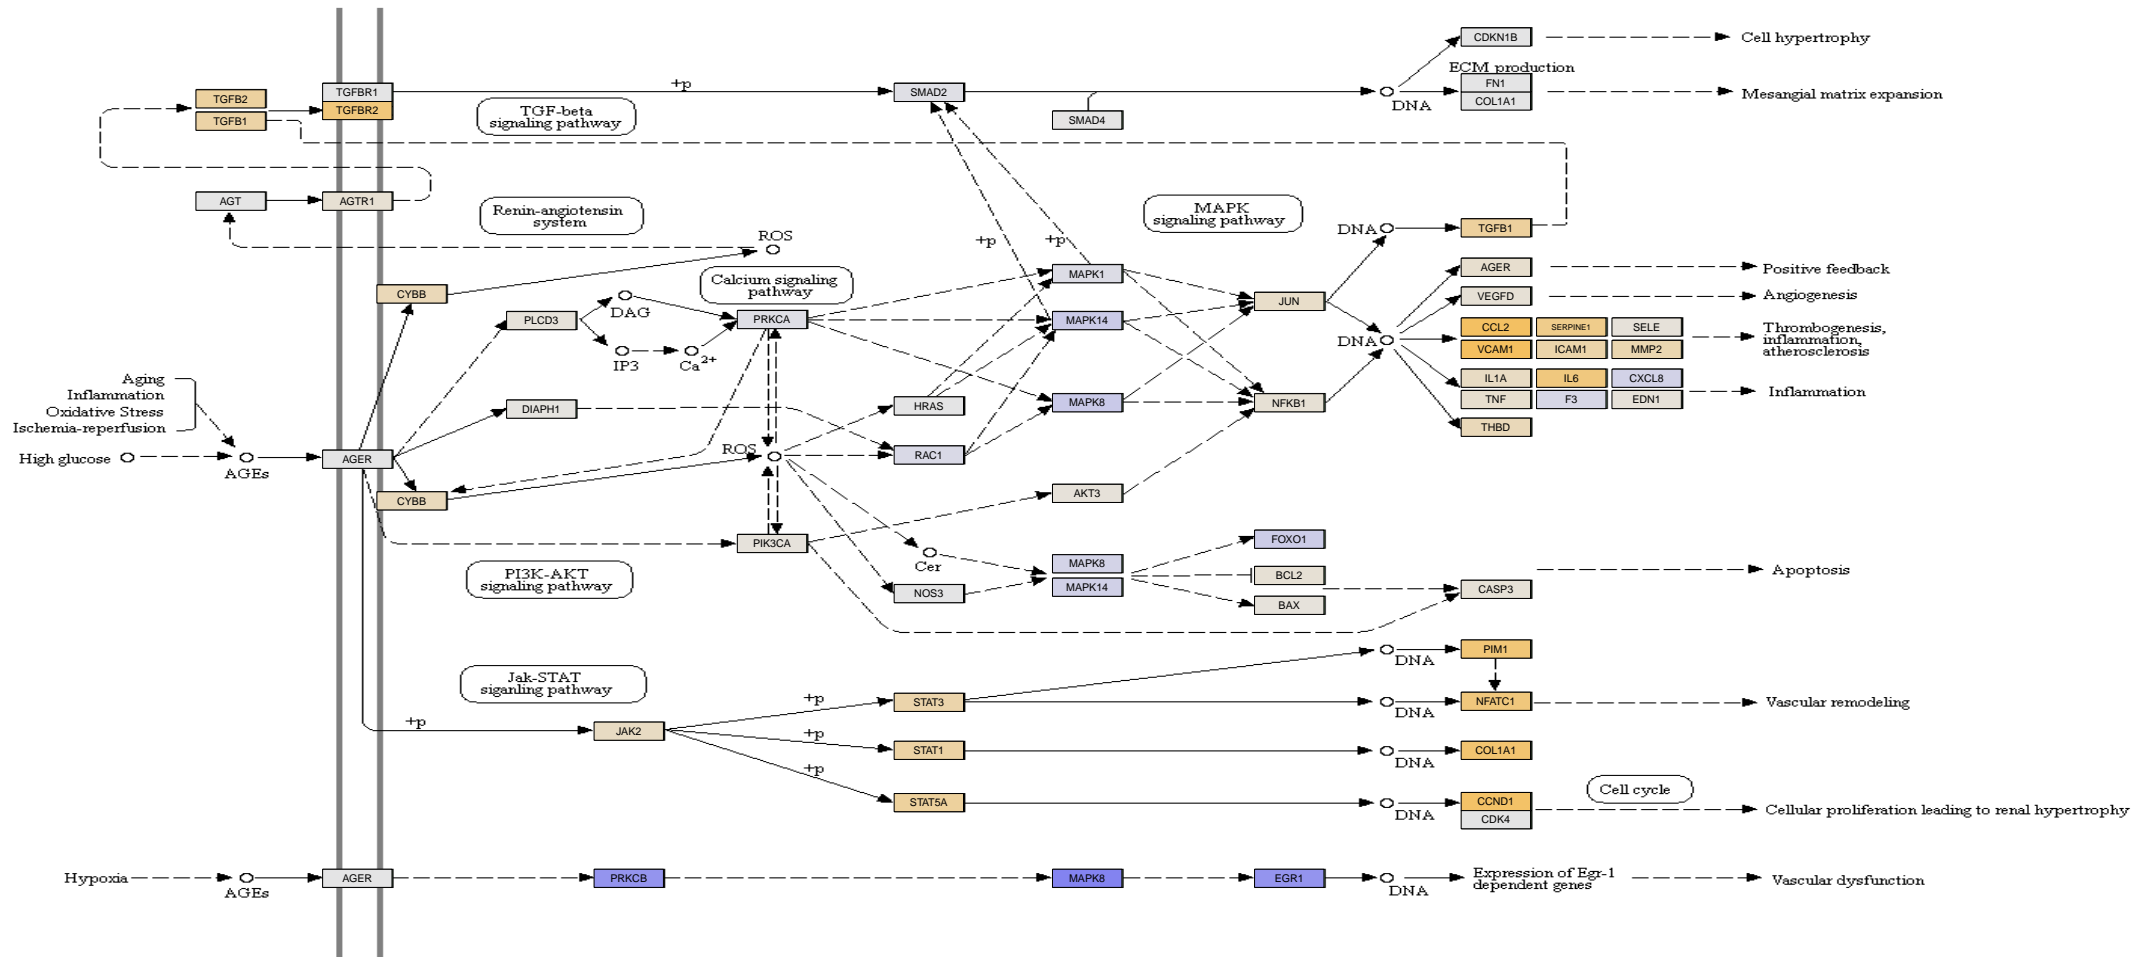 CDKN1B
Cell hypertrophy
ECM production
FN1
COL1A1
Mesangial matrix expansion
DNA
TGFB2
TGFB1
TGFBR1
TGFBR2
+p
SMAD2
SMAD4
TGF-beta
signaling pathway
AGT
AGTR1
Renin-angiotensin
system
MAPK
signaling pathway
ROS
+p
+p
DNA
TGFB1
CYBB
Calcium signaling
pathway
MAPK1
AGER
Positive feedback
VEGFD
Angiogenesis
JUN
PLCD3
DAG
IP3
Ca2+
PRKCA
MAPK14
DNA
CCL2
SERPINE1
SELE
VCAM1
ICAM1
MMP2
Thrombogenesis,
inflammation,
atherosclerosis
IL1A
IL6
CXCL8
TNF
F3
EDN1
Inflammation
THBD
Aging
Inflammation
Oxidative Stress
Ischemia-reperfusion
High glucose
AGEs
AGER
DIAPH1
HRAS
MAPK8
NFKB1
ROS
RAC1
CYBB
AKT3
PIK3CA
PI3K-AKT
signaling pathway
Cer
NOS3
MAPK8
MAPK14
FOXO1
BCL2
BAX
CASP3
Apoptosis
Jak-STAT
siganling pathway
DNA
PIM1
+p
JAK2
+p
STAT3
DNA
NFATC1
Vascular remodeling
+p
STAT1
DNA
COL1A1
+p
STAT5A
DNA
CCND1
CDK4
Cell cycle
Cellular proliferation leading to renal hypertrophy
Hypoxia
AGEs
AGER
PRKCB
MAPK8
EGR1
DNA
Expression of Egr-1
dependent genes
Vascular dysfunction